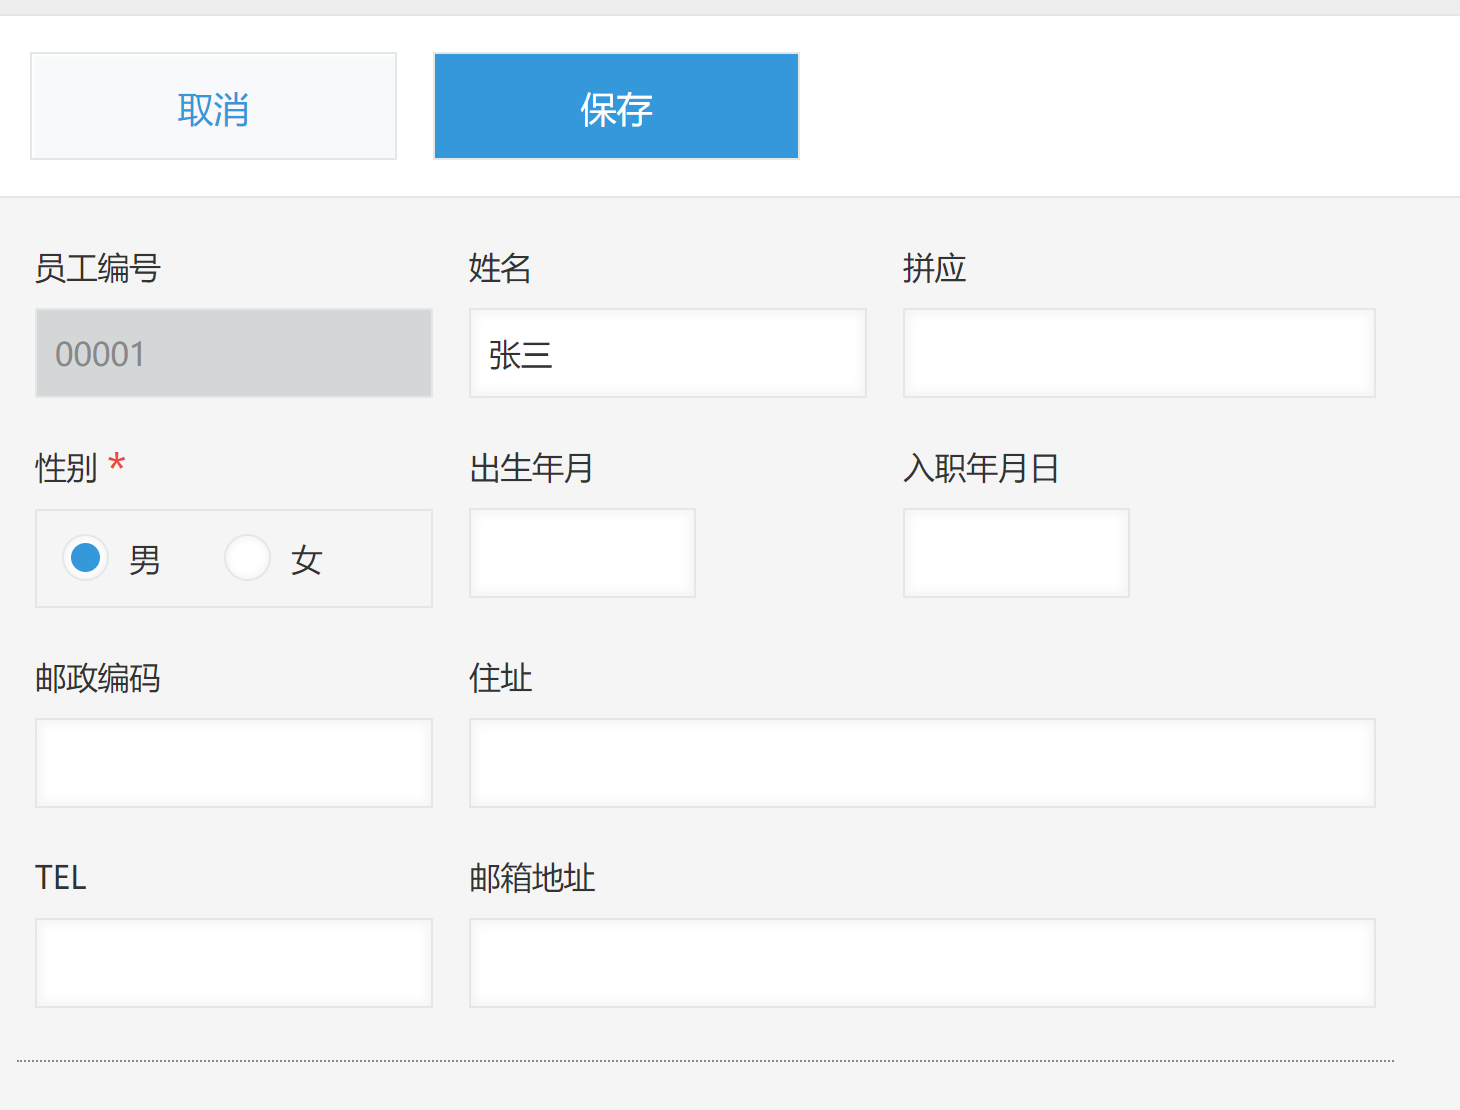 取消 保存
员工编号 姓名 拼应
00001 张三
性别 * 出生年月 入职年月日
男 女
邮政编码 住址
TEL 邮箱地址